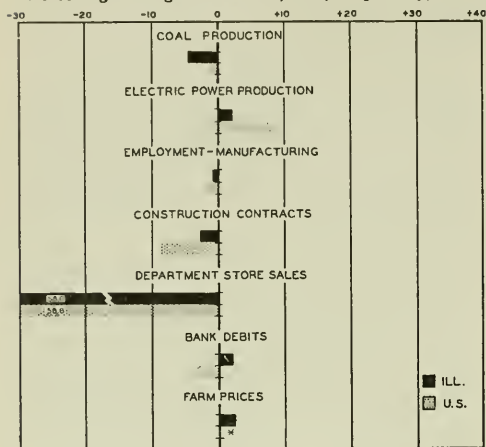 -30 -20 -10 0 +10 +20 +30 +40
COAL PRODUCTION
ELECTRIC POWER PRODUCTION
EMPLOYMENT-MANUFACTURING
CONSTRUCTION CONTRACTS
DEPARTMENT STORE SALES
BANK DEBITS
FARM PRICES
*
ILL.
U.S.